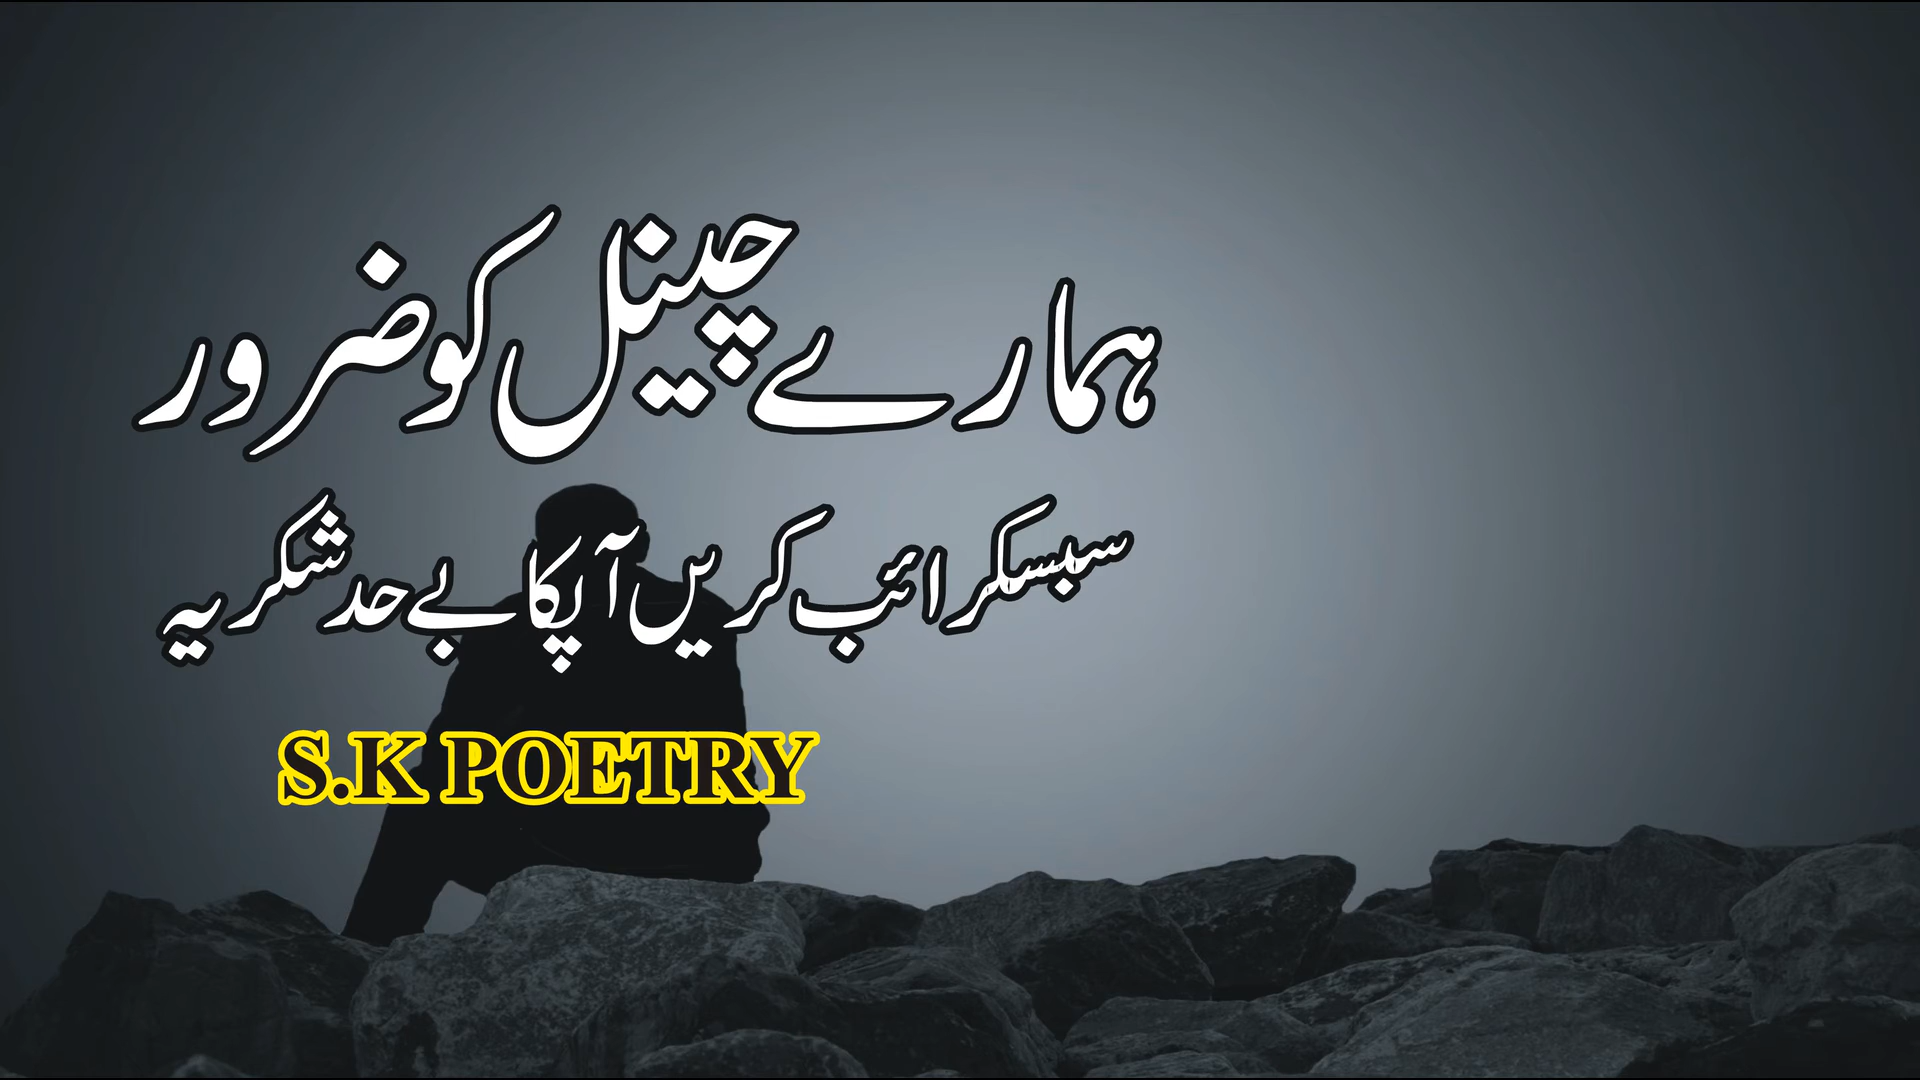 ہمارے چینل کو ضرور
سبسکرائب کریں آپکا بے حد شکریہ
S.K POETRY